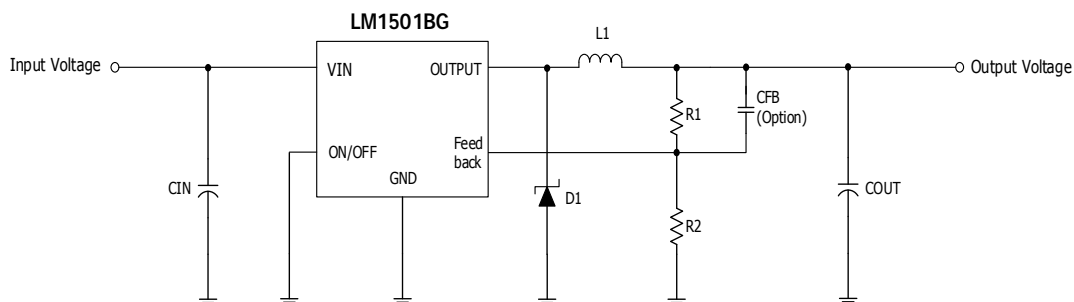 LM1501BG
L1
Input Voltage
VIN
OUTPUT
Output Voltage
CFB
(Option)
R1
ON/OFF
Feed
back
GND
CIN
D1
COUT
R2